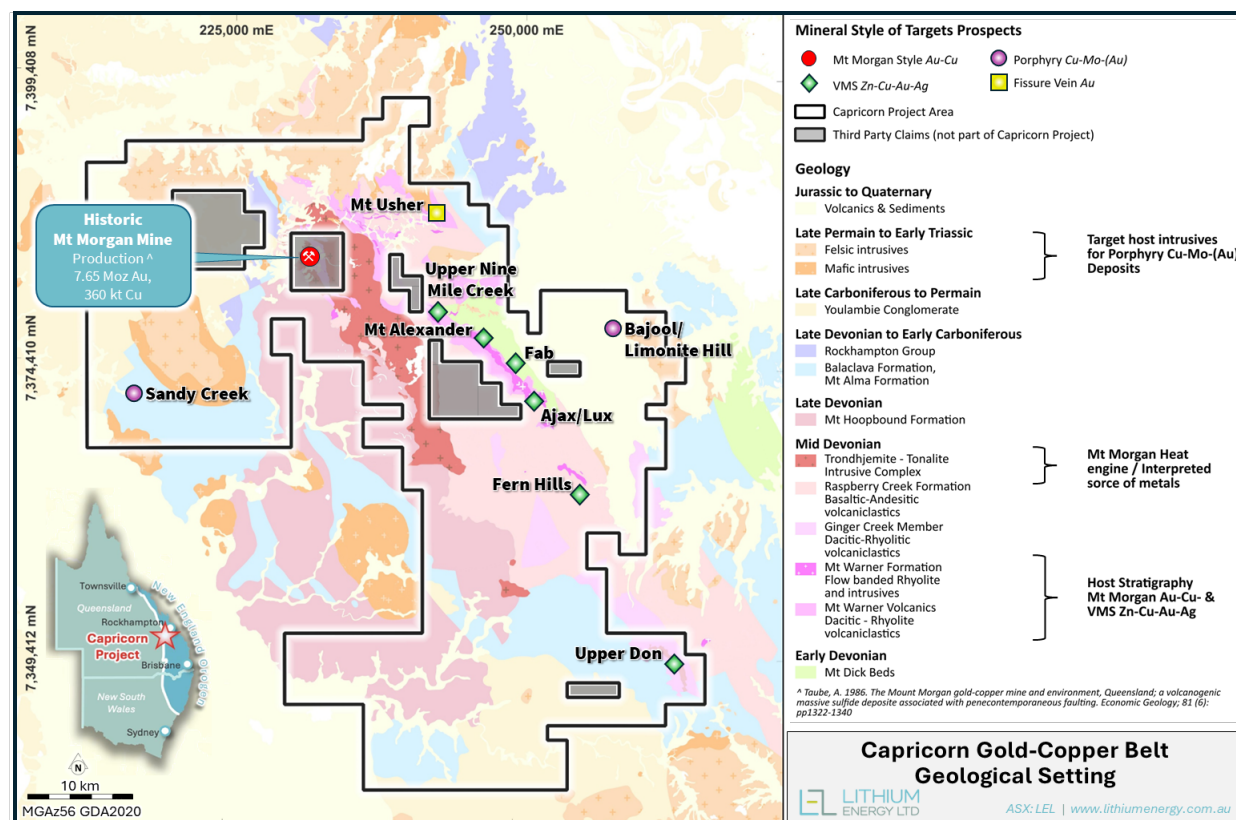 225,000 mE
250,000 mE
7,399,408 mN
7,374,410 mN
7,349,412 mN
Historic
Mt Morgan Mine
Production ^
7.65 Moz Au,
360 kt Cu
Mt Usher
Upper Nine
Mile Creek
Mt Alexander
Fab
Ajax/Lux
Bajool/
Limonite Hill
Sandy Creek
Fern Hills
Upper Don
Townsville
Queensland
Rockhampton
Capricorn
Project
Brisbane
New South
Wales
Sydney
New England Orogen
N
10 km
MGAz56 GDA2020
Mineral Style of Targets Prospects
Mt Morgan Style Au-Cu
Porphyry Cu-Mo-(Au)
VMS Zn-Cu-Au-Ag
Fissure Vein Au
Capricorn Project Area
Third Party Claims (not part of Capricorn Project)
Geology
Jurassic to Quaternary
Volcanics & Sediments
Late Permian to Early Triassic
Felsic intrusives
Mafic intrusives
Target host intrusives
for Porphyry Cu-Mo-(Au)
Deposits
Late Carboniferous to Permain
Youlambie Conglomerate
Late Devonian to Early Carboniferous
Rockhampton Group
Balaclava Formation,
Mt Alma Formation
Late Devonian
Mt Hoopbound Formation
Mid Devonian
Trondhjemite - Tonalite
Intrusive Complex
Raspberry Creek Formation
Basaltic-Andesitic
volcaniclastics
Ginger Creek Member
Dacitic-Rhyolitic
volcaniclastics
Mt Warner Formation
Flow banded Rhyolite
and intrusives
Mt Warner Volcanics
Dacitic - Rhyolite
volcaniclastics
Mt Morgan Heat
engine / Interpreted
sorce of metals
Host Stratigraphy
Mt Morgan Au-Cu- &
VMS Zn-Cu-Au-Ag
Early Devonian
Mt Dick Beds
^ Taube, A. 1986. The Mount Morgan gold-copper mine and environment, Queensland; a volcanogenic
massive sulfide deposite associated with penecontemporaneous faulting. Economic Geology; 81 (6):
pp1322-1340
Capricorn Gold-Copper Belt
Geological Setting
LITHIUM
ENERGY LTD
ASX: LEL | www.lithiumenergy.com.au